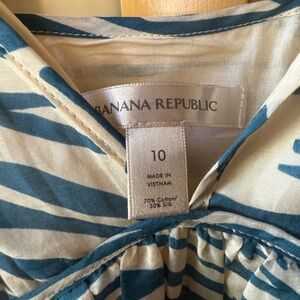 BANANA REPUBLIC
10
MADE IN
VIETNAM
70% Cotton/
30% Silk